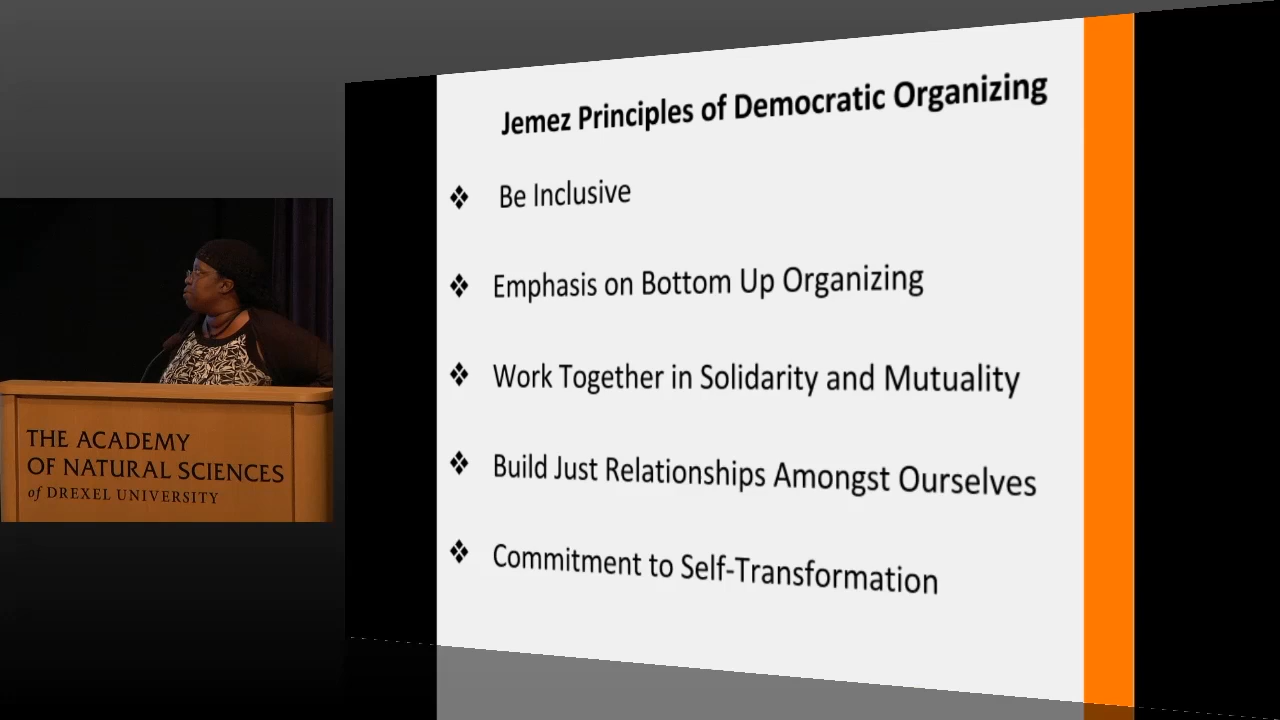 Jemez Principles of Democratic Organizing
❖ Be Inclusive
❖ Emphasis on Bottom Up Organizing
❖ Work Together in Solidarity and Mutuality
❖ Build Just Relationships Amongst Ourselves
❖ Commitment to Self-Transformation
THE ACADEMY
OF NATURAL SCIENCES
of DREXEL UNIVERSITY